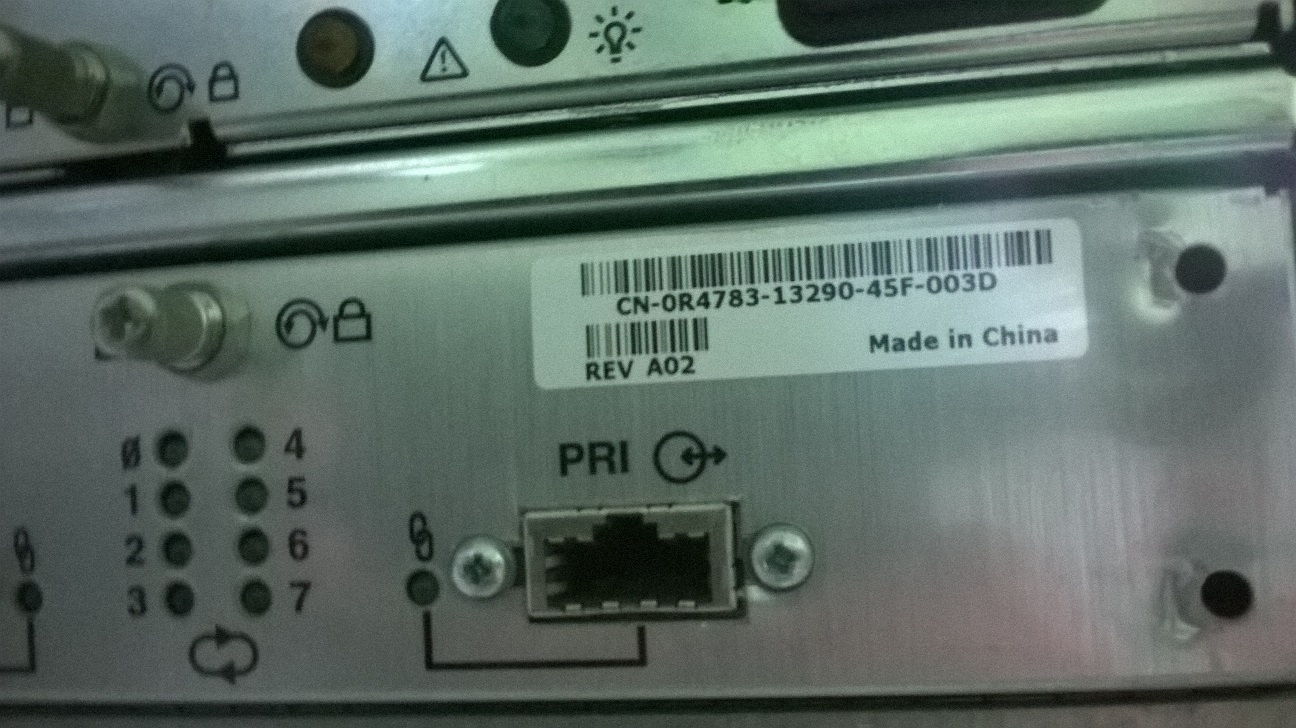 CN-0R4783-13290-45F-003D
REV A02
Made in China
PRI
Ø 4
1 5
2 6
3 7